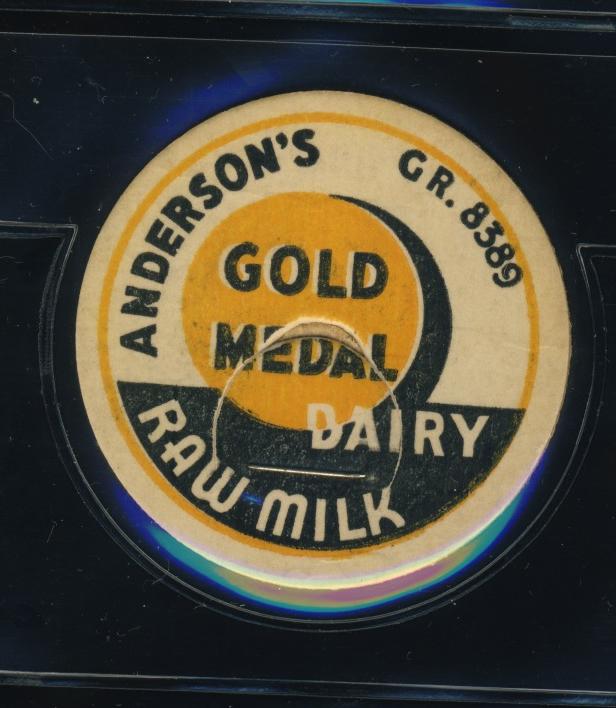 ANDERSON'S
GR. 8389
GOLD
MEDAL
DAIRY
RAW MILK